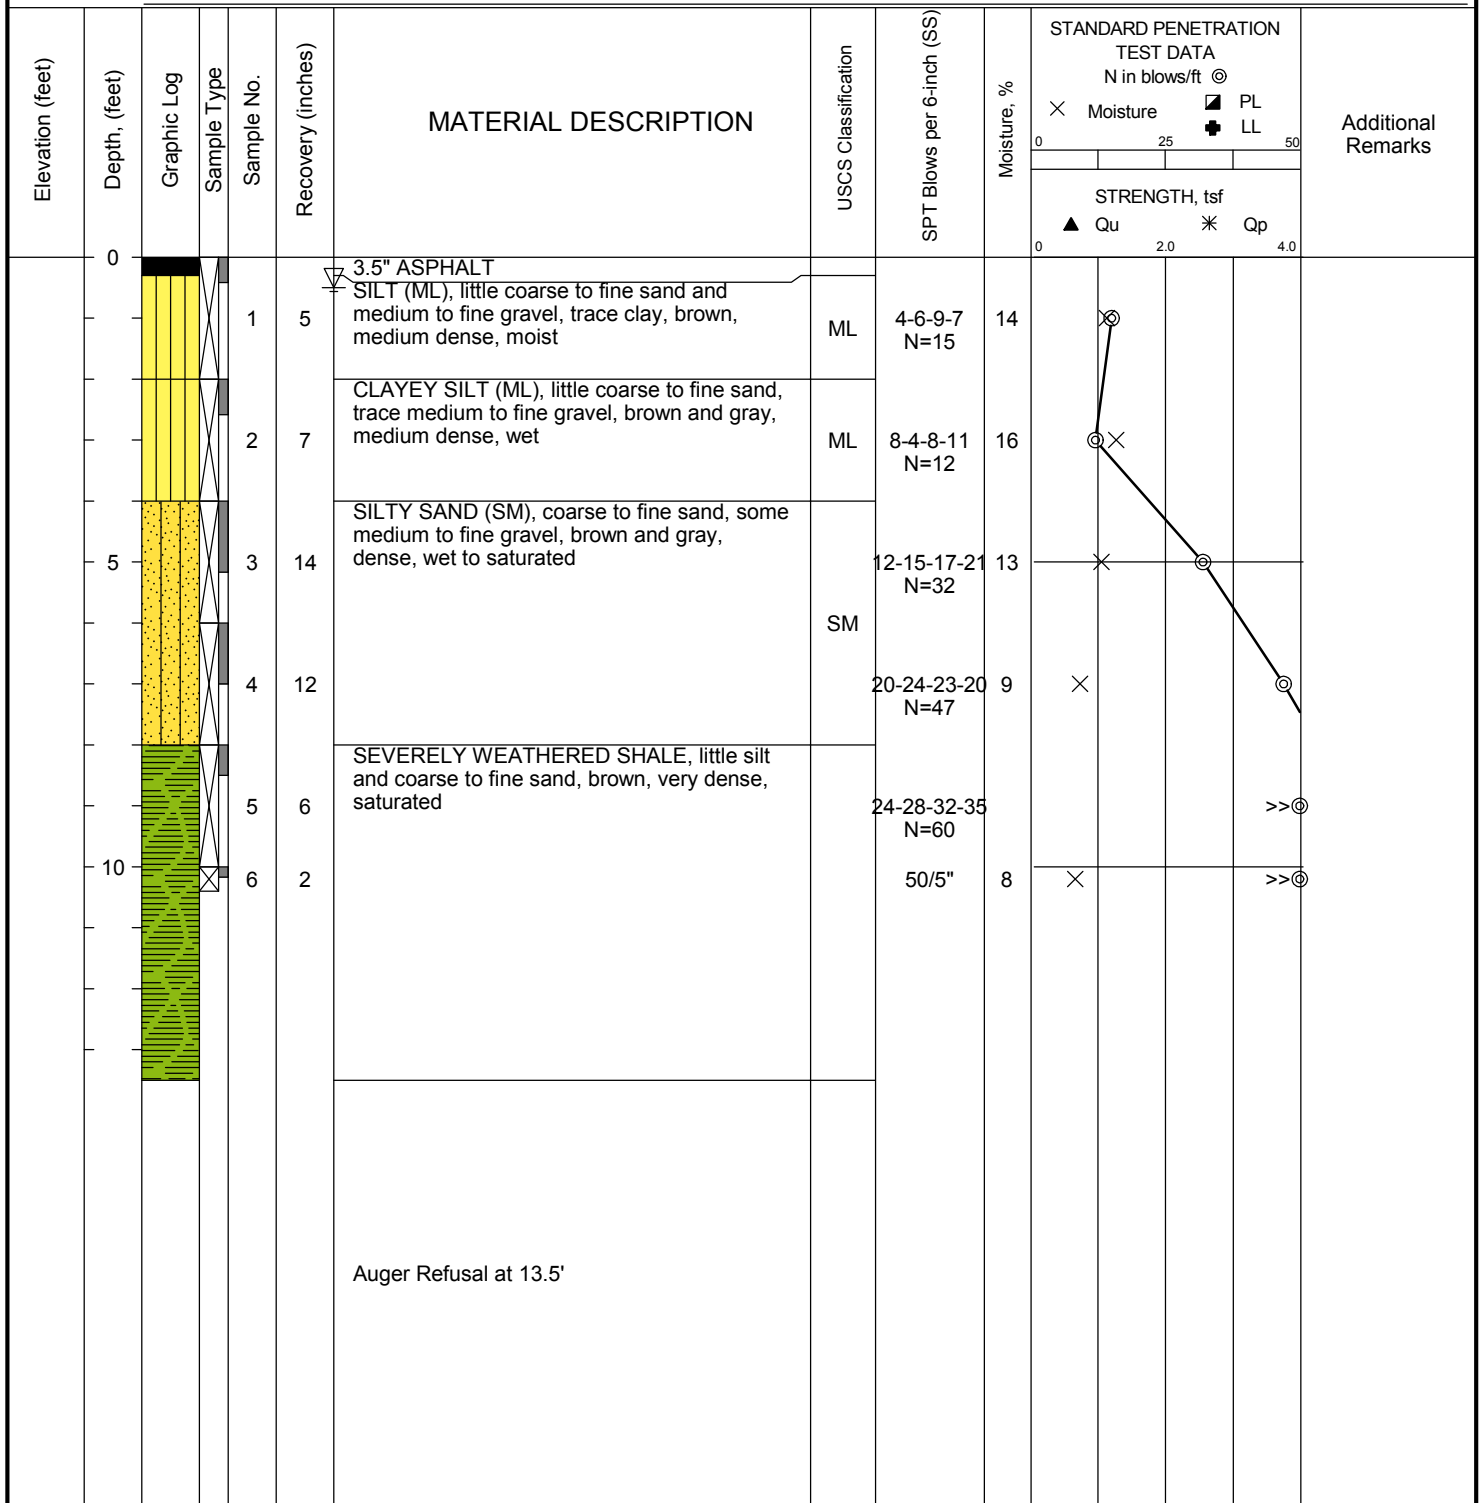 Elevation (feet)
Depth, (feet)
Graphic Log
Sample Type
Sample No.
Recovery (inches)
MATERIAL DESCRIPTION
USCS Classification
SPT Blows per 6-inch (SS)
Moisture, %
STANDARD PENETRATION
TEST DATA
N in blows/ft
Moisture
PL
LL
0 25 50
STRENGTH, tsf
Qu Qp
0 2.0 4.0
Additional
Remarks
0
3.5" ASPHALT
SILT (ML), little coarse to fine sand and
medium to fine gravel, trace clay, brown,
medium dense, moist
1 5
ML
4-6-9-7
N=15
14
CLAYEY SILT (ML), little coarse to fine sand,
trace medium to fine gravel, brown and gray,
medium dense, wet
2 7
ML
8-4-8-11
N=12
16
SILTY SAND (SM), coarse to fine sand, some
medium to fine gravel, brown and gray,
dense, wet to saturated
5 3 14
12-15-17-21
N=32
13
SM
4 12
20-24-23-20
N=47
9
SEVERELY WEATHERED SHALE, little silt
and coarse to fine sand, brown, very dense,
saturated
5 6
24-28-32-35
N=60
>>
10
6 2
50/5"
8
>>
Auger Refusal at 13.5'